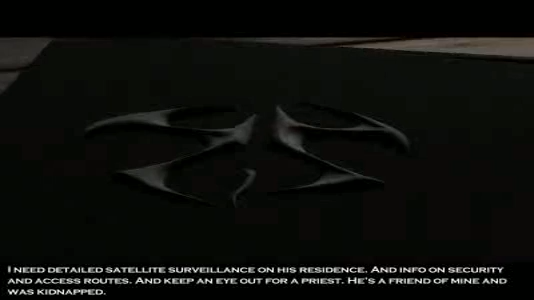 I need detailed satellite surveillance on his residence. And info on security
and access routes. And keep an eye out for a priest. He's a friend of mine and
was kidnapped.